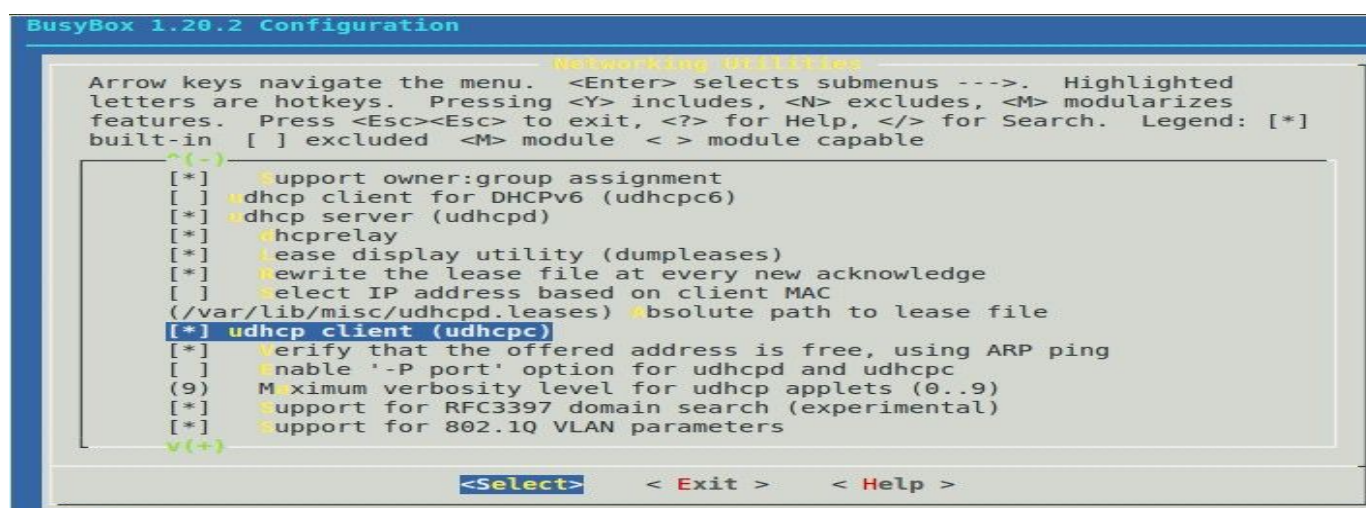 BusyBox 1.20.2 Configuration
Networking Utilities
Arrow keys navigate the menu. <Enter> selects submenus --->. Highlighted
letters are hotkeys. Pressing <Y> includes, <N> excludes, <M> modularizes
features. Press <Esc><Esc> to exit, <?> for Help, </> for Search. Legend: [*]
built-in [ ] excluded <M> module < > module capable
^(-)
[*] Support owner:group assignment
[ ] udhcp client for DHCPv6 (udhcpc6)
[*] udhcp server (udhcpd)
[*] dhcprelay
[*] Lease display utility (dumpleases)
[*] Rewrite the lease file at every new acknowledge
[ ] Select IP address based on client MAC
(/var/lib/misc/udhcpd.leases) Absolute path to lease file
[*] udhcp client (udhcpc)
[*] Verify that the offered address is free, using ARP ping
[ ] Enable '-P port' option for udhcpd and udhcpc
(9) Maximum verbosity level for udhcp applets (0..9)
[*] Support for RFC3397 domain search (experimental)
[*] Support for 802.1Q VLAN parameters
v(+)
<Select> < Exit > < Help >